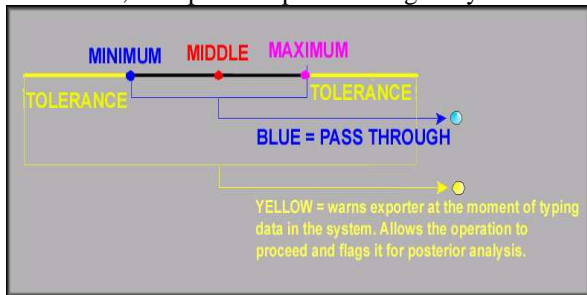 MINIMUM MIDDLE MAXIMUM
TOLERANCE TOLERANCE
BLUE = PASS THROUGH
YELLOW = warns exporter at the moment of typing
data in the system. Allows the operation to
proceed and flags it for posterior analysis.